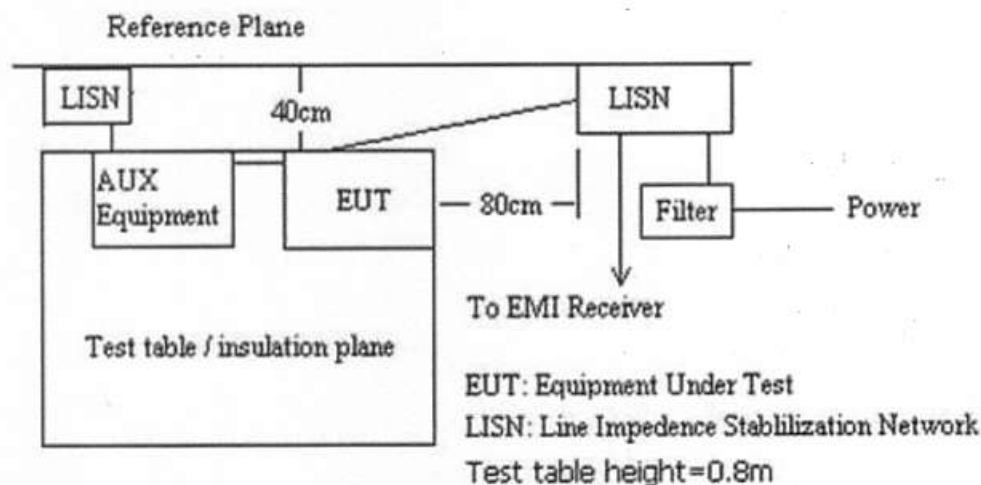 Reference Plane
LISN
40cm
LISN
AUX
Equipment
EUT
80cm
Filter
Power
To EMI Receiver
Test table / insulation plane
EUT: Equipment Under Test
LISN: Line Impedence Stablilization Network
Test table height=0.8m